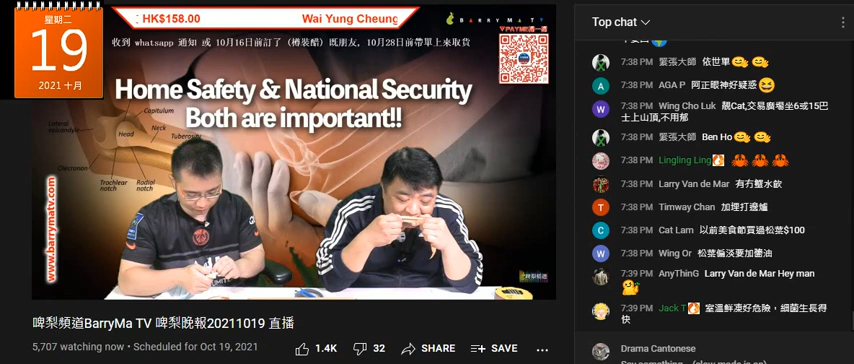 星期二
19
2021 十月
: HK$158.00 Wai Yung Cheung
BARRYMATV
收到 whatsapp 通知 或 10月16日前訂了 (樽裝醋) 既朋友, 10月28日前帶單上來取貨
Home Safety & National Security
Both are important!!
Capitulum
Head
Neck
Tuberosity
Olecranon
Trochlear notch
Radial notch
www.barrymatv.com
啤梨頻道BarryMa TV 啤梨晚報20211019 直播
5,707 watching now • Scheduled for Oct 19, 2021
1.4K
32
SHARE
SAVE
Top chat
7:38 PM 緊張大師 依世單
7:38 PM AGA P 阿正眼神好疑惑
7:38 PM Wing Cho Luk 靚Cat,交易廣場坐6或15巴
士上山頂,不用郁
7:38 PM 緊張大師 Ben Ho
7:38 PM Lingling Ling
7:38 PM Larry Van de Mar 有冇整水飲
7:38 PM Timway Chan 加埋打邊爐
7:38 PM Cat Lam 以前美食節買過松葉$100
7:38 PM Wing Or 松葉偏淡要加醬油
7:39 PM AnyThinG Larry Van de Mar Hey man
7:39 PM Jack T 室溫鮮凍好危險，細菌生長得
快
Drama Cantonese